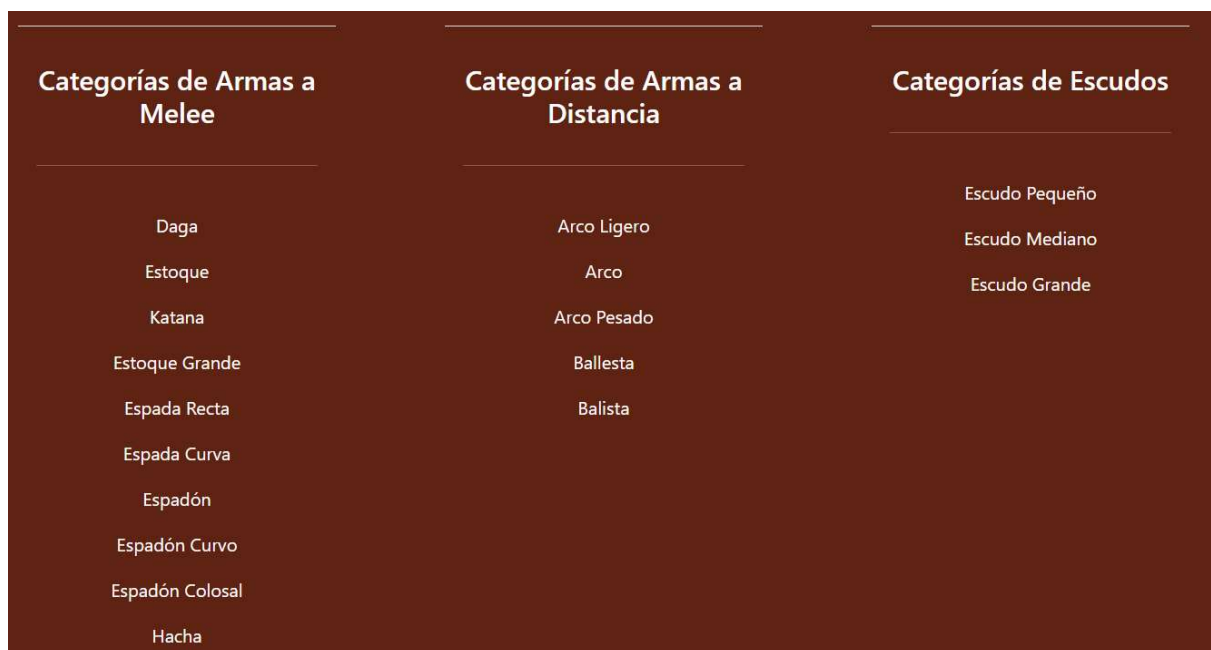 Categorías de Armas a
Melee
Daga
Estoque
Katana
Estoque Grande
Espada Recta
Espada Curva
Espadón
Espadón Curvo
Espadón Colosal
Hacha
Categorías de Armas a
Distancia
Arco Ligero
Arco
Arco Pesado
Ballesta
Balista
Categorías de Escudos
Escudo Pequeño
Escudo Mediano
Escudo Grande